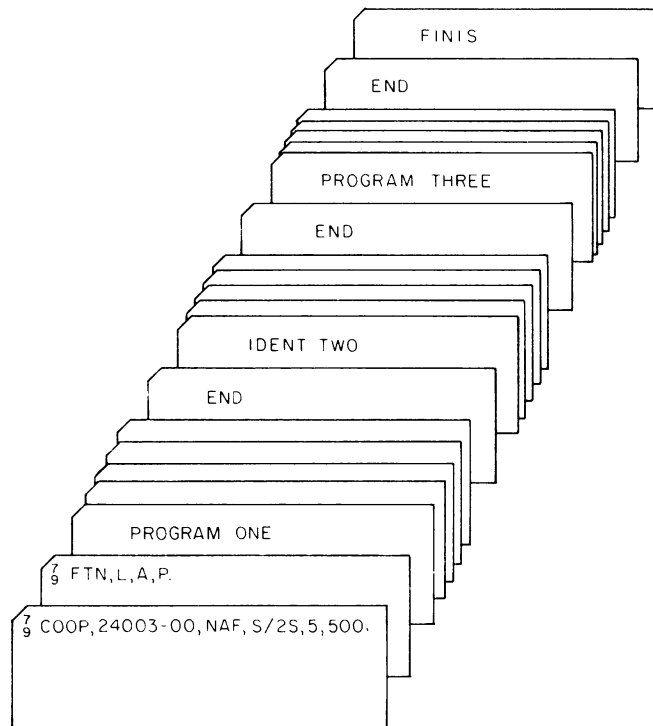 FINIS
END
PROGRAM THREE
END
IDENT TWO
END
PROGRAM ONE
7
9 FTN,L,A,P.
7
9 COOP,24003-00,NAF,S/2S,5,500.